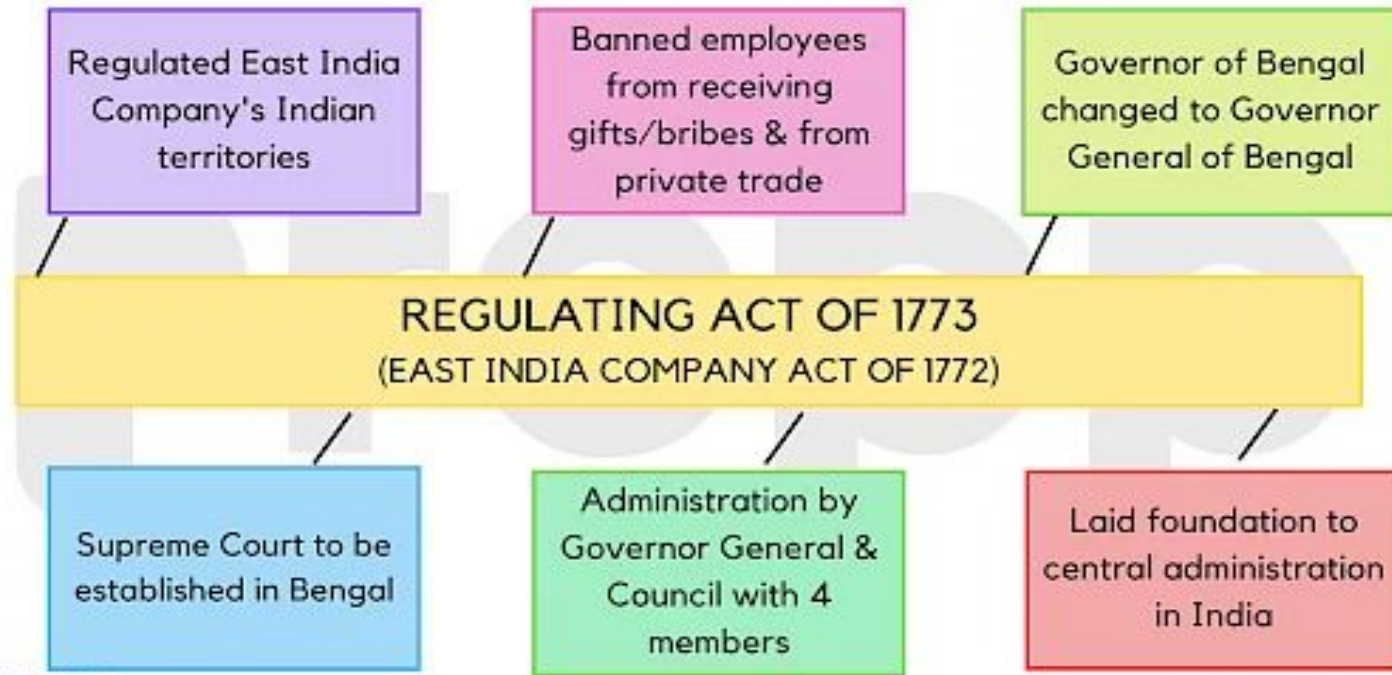 Regulated East India
Company's Indian
territories
Banned employees
from receiving
gifts/bribes & from
private trade
Governor of Bengal
changed to Governor
General of Bengal
REGULATING ACT OF 1773
(EAST INDIA COMPANY ACT OF 1772)
Supreme Court to be
established in Bengal
Administration by
Governor General &
Council with 4
members
Laid foundation to
central administration
in India